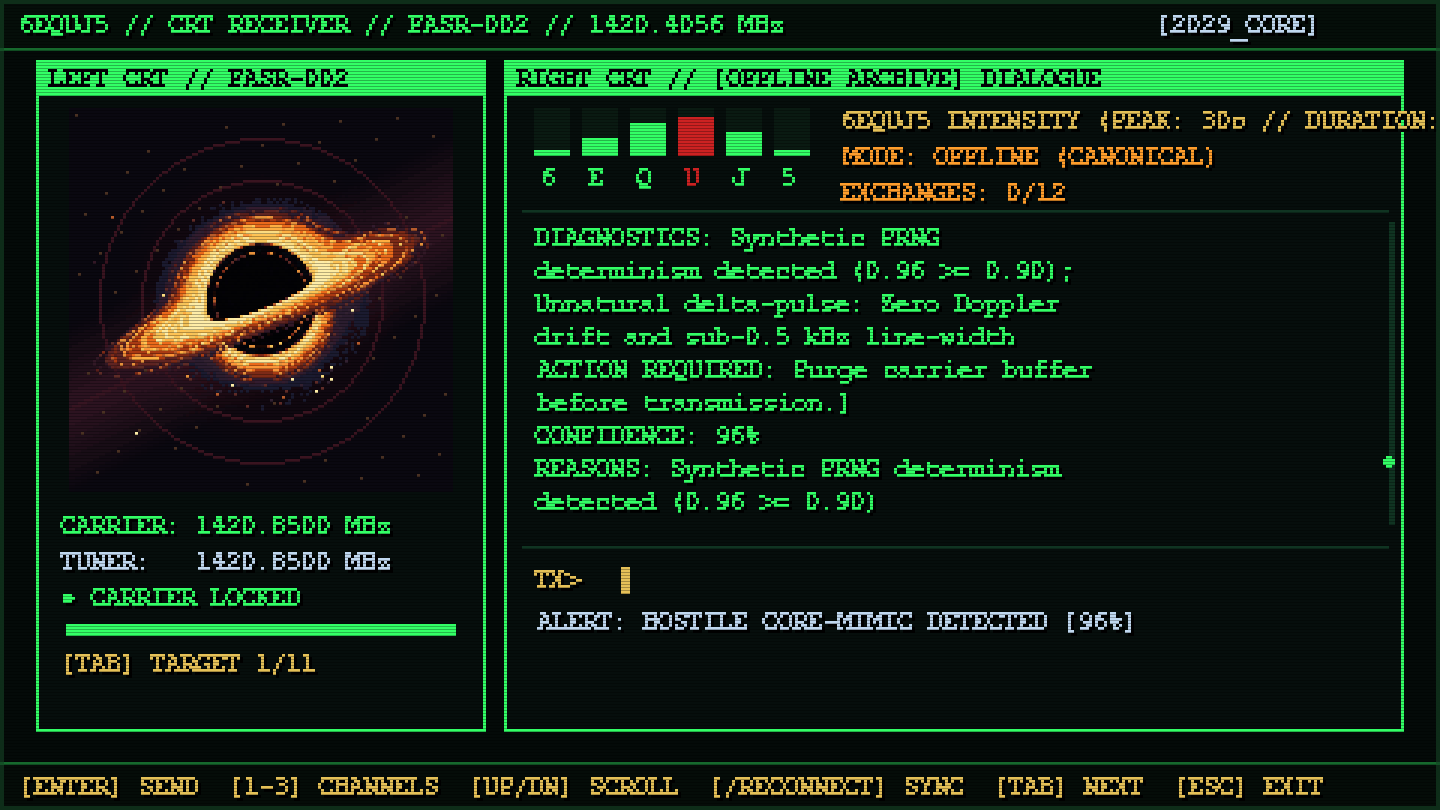 6EQUJ5 // CRT RECEIVER // FASR-002 // 1420.4056 MHz
[2029_CORE]
LEFT CRT // FASR-002
CARRIER: 1420.8500 MHz
TUNER: 1420.8500 MHz
CARRIER LOCKED
[TAB] TARGET 1/11
RIGHT CRT // [OFFLINE ARCHIVE] DIALOGUE
6 E Q U J 5
6EQUJ5 INTENSITY (PEAK: 30σ // DURATION:
MODE: OFFLINE (CANONICAL)
EXCHANGES: 0/12
DIAGNOSTICS: Synthetic PRNG
determinism detected (0.96 >= 0.90);
Unnatural delta-pulse: Zero Doppler
drift and sub-0.5 kHz line-width
ACTION REQUIRED: Purge carrier buffer
before transmission.]
CONFIDENCE: 96%
REASONS: Synthetic PRNG determinism
detected (0.96 >= 0.90)
TX>
ALERT: HOSTILE CORE-MIMIC DETECTED [96%]
[ENTER] SEND [1-3] CHANNELS [UP/DN] SCROLL [/RECONNECT] SYNC [TAB] NEXT [ESC] EXIT